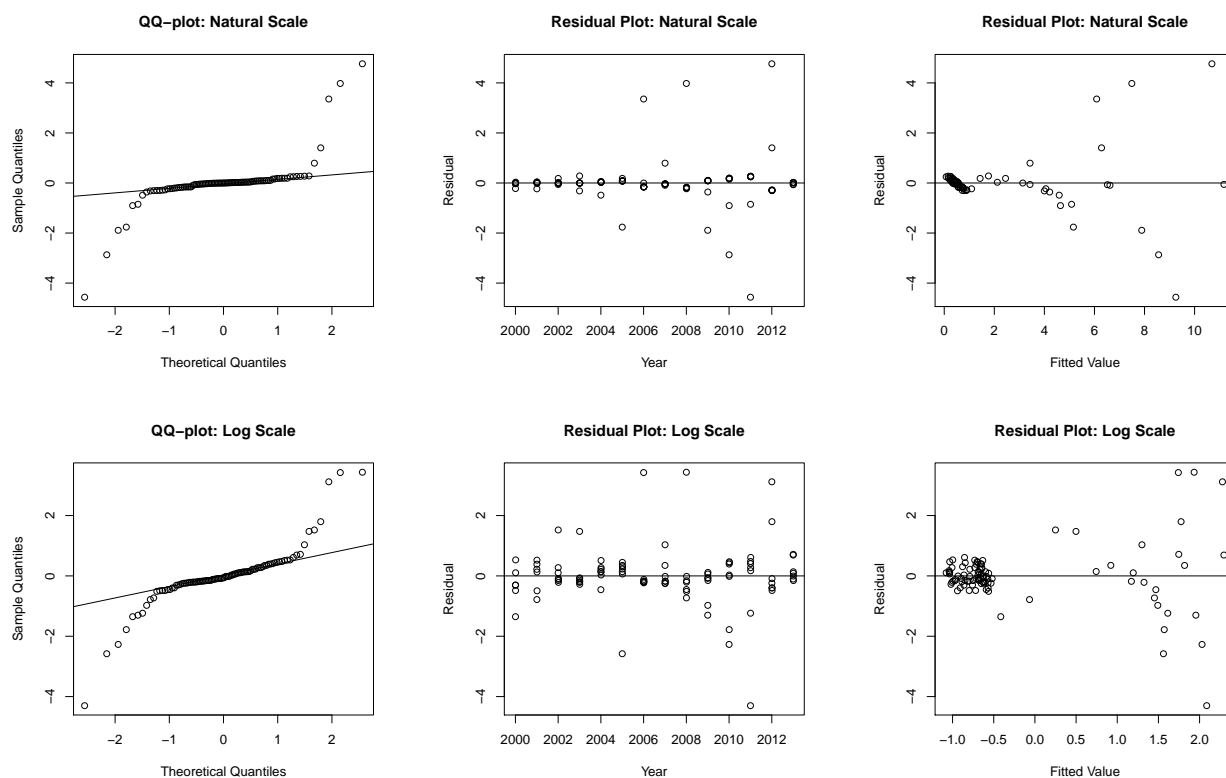 QQ−plot: Natural Scale
Sample Quantiles
4
2
0
−2
−4
−2 −1 0 1 2
Theoretical Quantiles
Residual Plot: Natural Scale
Residual
4
2
0
−2
−4
2000 2002 2004 2006 2008 2010 2012
Year
Residual Plot: Natural Scale
Residual
4
2
0
−2
−4
0 2 4 6 8 10
Fitted Value
QQ−plot: Log Scale
Sample Quantiles
2
0
−2
−4
−2 −1 0 1 2
Theoretical Quantiles
Residual Plot: Log Scale
Residual
2
0
−2
−4
2000 2002 2004 2006 2008 2010 2012
Year
Residual Plot: Log Scale
Residual
2
0
−2
−4
−1.0 −0.5 0.0 0.5 1.0 1.5 2.0
Fitted Value